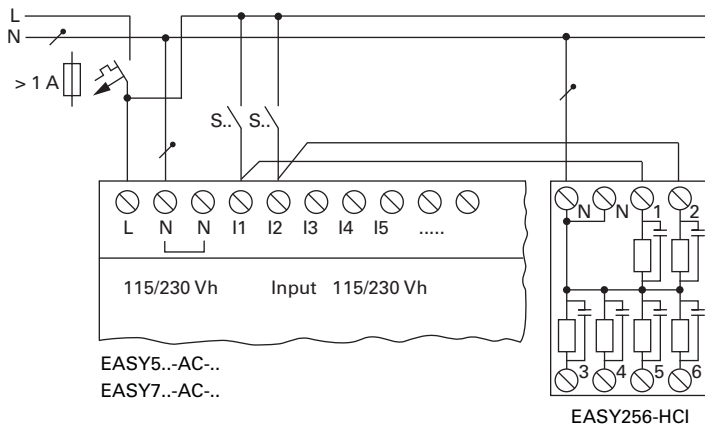 L
N
> 1 A
S.. S..
L N N I1 I2 I3 I4 I5 .....
115/230 Vh Input 115/230 Vh
EASY5..-AC-..
EASY7..-AC-..
N N 1 2
3 4 5 6
EASY256-HCI